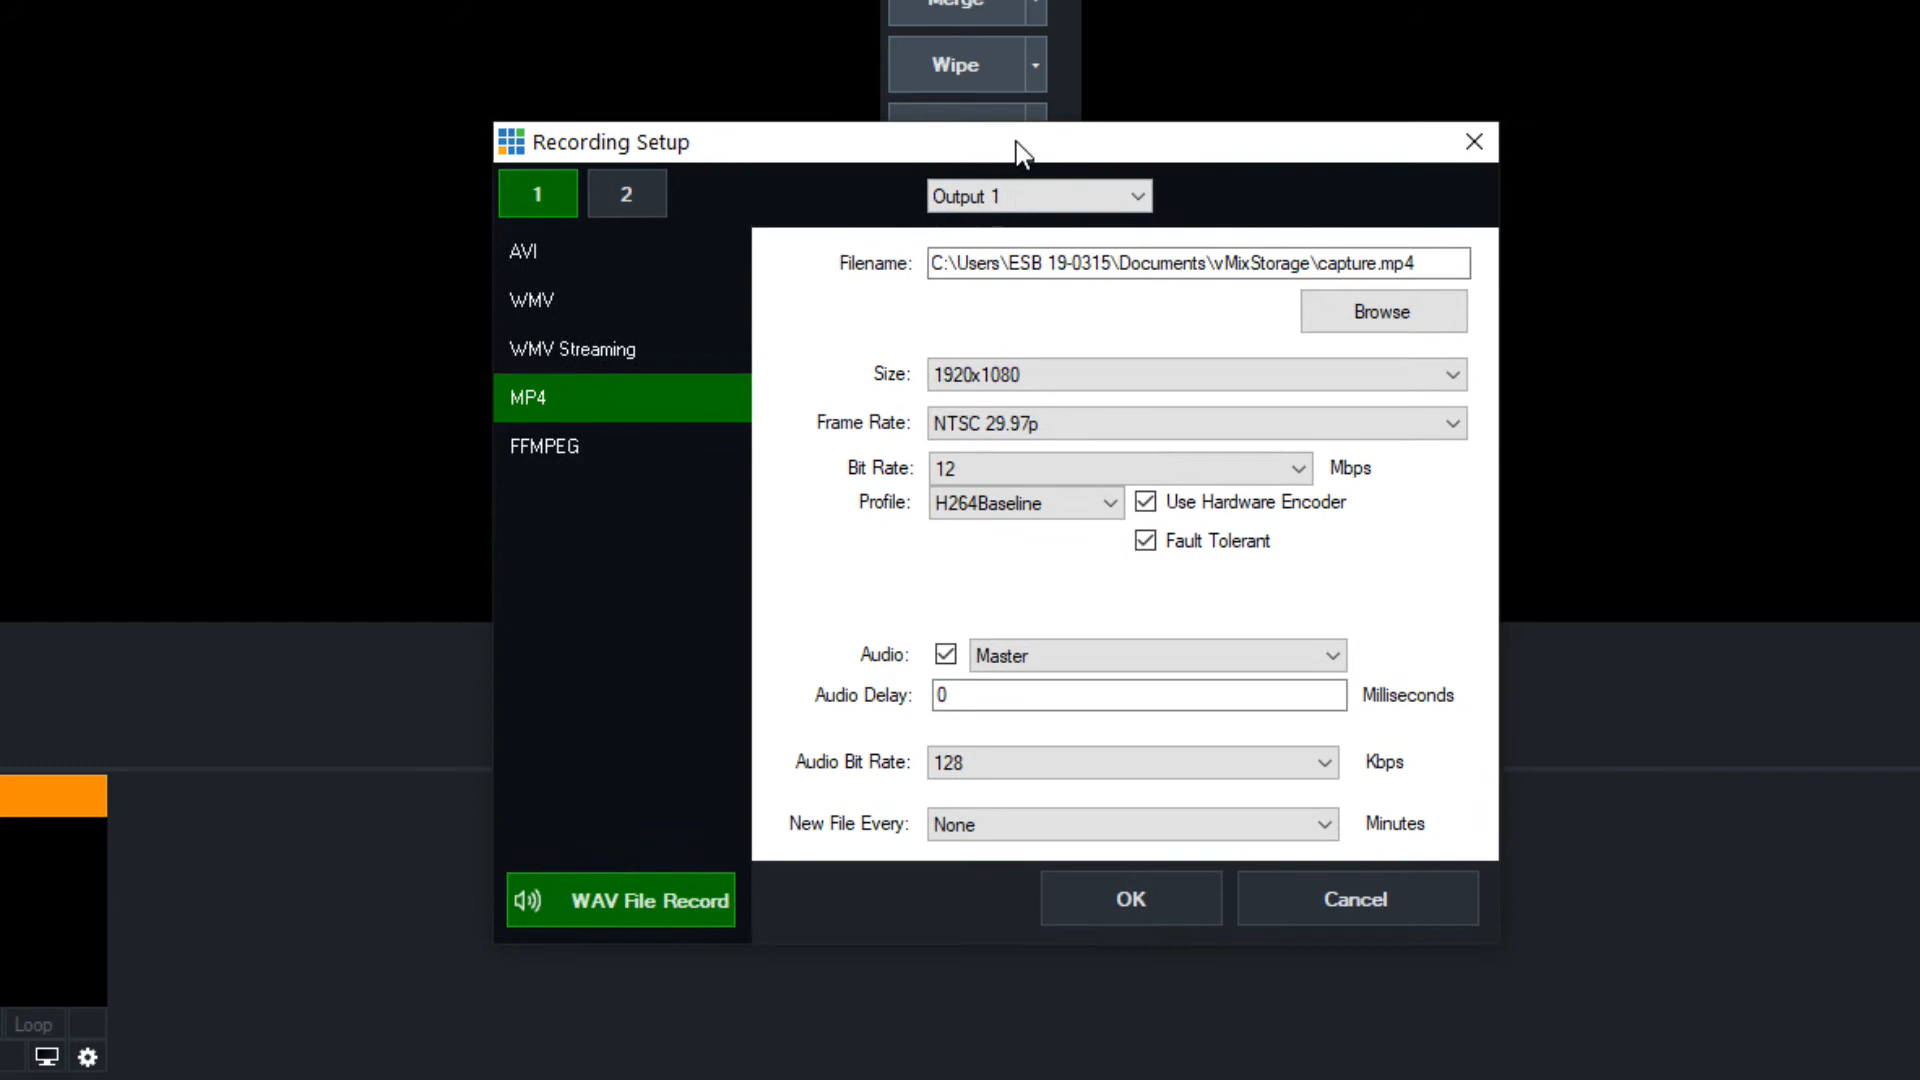 Merge
Wipe
Recording Setup
1
2
Output 1
AVI
WMV
WMV Streaming
MP4
FFMPEG
Filename: C:\Users\ESB 19-0315\Documents\vMixStorage\capture.mp4
Browse
Size: 1920x1080
Frame Rate: NTSC 29.97p
Bit Rate: 12 Mbps
Profile: H264Baseline Use Hardware Encoder
Fault Tolerant
Audio: Master
Audio Delay: 0 Milliseconds
Audio Bit Rate: 128 Kbps
New File Every: None Minutes
WAV File Record
OK
Cancel
Loop